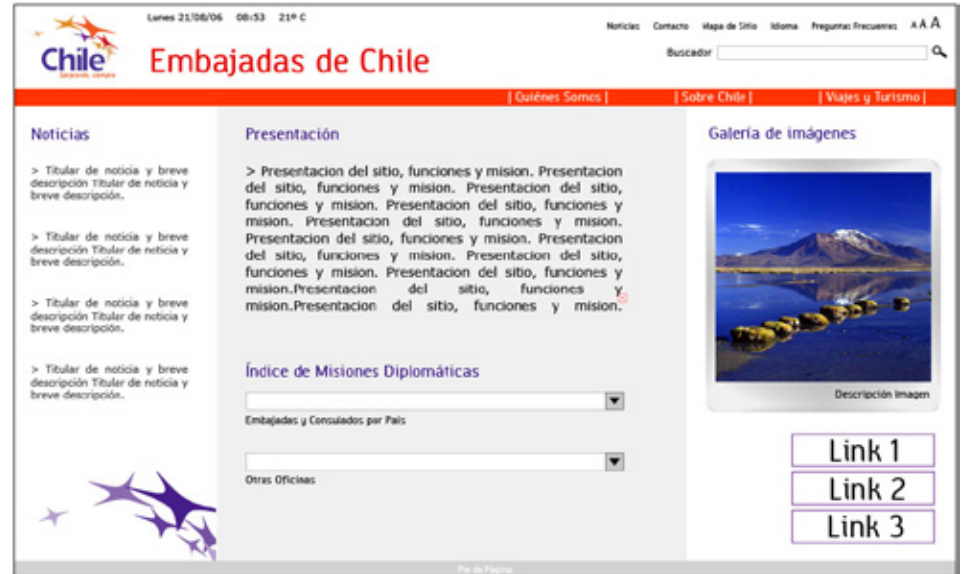 Lunes 21/08/06 08:53 21º C
Noticias Contacto Mapa de Sitio Idioma Preguntas Frecuentes A A A
Chile
Sorprende, siempre
Embajadas de Chile
Buscador
| Quiénes Somos | | Sobre Chile | | Viajes y Turismo |
Noticias
> Titular de noticia y breve
descripción Titular de noticia y
breve descripción.
> Titular de noticia y breve
descripción Titular de noticia y
breve descripción.
> Titular de noticia y breve
descripción Titular de noticia y
breve descripción.
> Titular de noticia y breve
descripción Titular de noticia y
breve descripción.
Presentación
> Presentacion del sitio, funciones y mision. Presentacion
del sitio, funciones y mision. Presentacion del sitio,
funciones y mision. Presentacion del sitio, funciones y
mision. Presentacion del sitio, funciones y mision.
Presentacion del sitio, funciones y mision. Presentacion
del sitio, funciones y mision. Presentacion del sitio,
funciones y mision. Presentacion del sitio, funciones y
mision.Presentacion del sitio, funciones y
mision.Presentacion del sitio, funciones y mision.
Índice de Misiones Diplomáticas
Embajadas y Consulados por País
Otras Oficinas
Galería de imágenes
Descripción Imagen
Link 1
Link 2
Link 3
Pie de Página